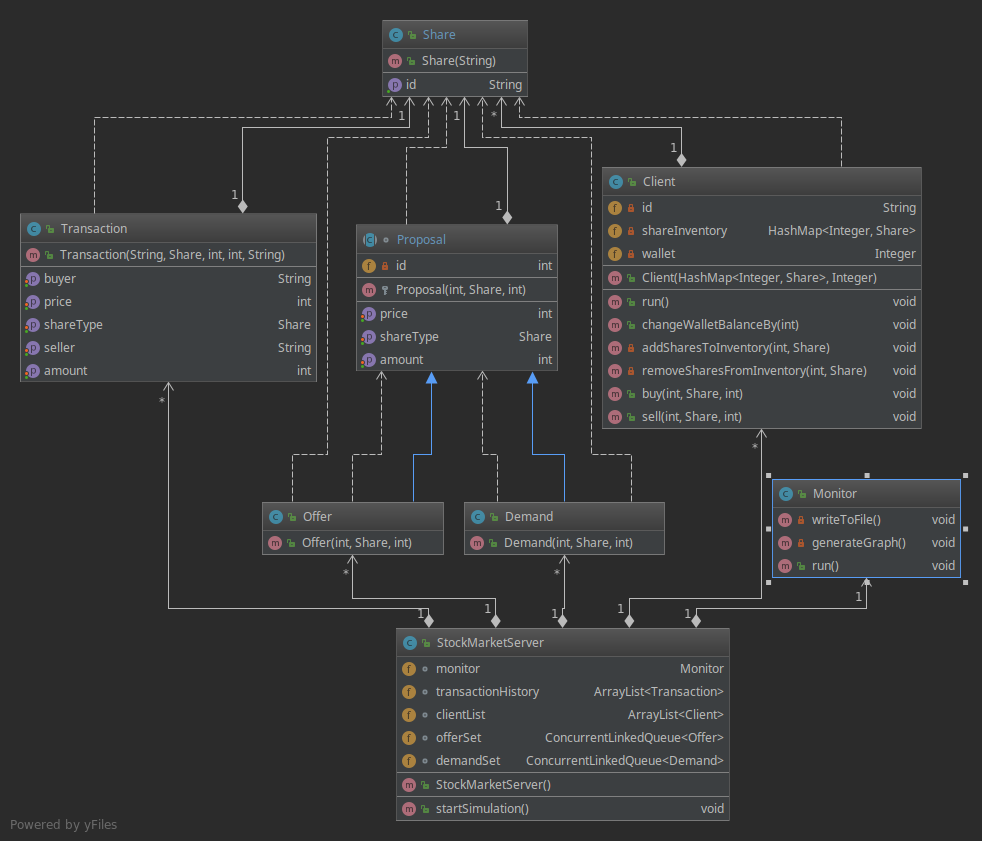 Share
Share(String)
id String
1
1
*
1
1
1
Transaction
Transaction(String, Share, int, int, String)
buyer String
price int
shareType Share
seller String
amount int
*
Proposal
id int
Proposal(int, Share, int)
price int
shareType Share
amount int
Client
id String
shareInventory HashMap<Integer, Share>
wallet Integer
Client(HashMap<Integer, Share>, Integer)
run() void
changeWalletBalanceBy(int) void
addSharesToInventory(int, Share) void
removeSharesFromInventory(int, Share) void
buy(int, Share, int) void
sell(int, Share, int) void
*
Monitor
writeToFile() void
generateGraph() void
run() void
Offer
Offer(int, Share, int)
Demand
Demand(int, Share, int)
*
*
1
1
1
1
1
1
StockMarketServer
monitor Monitor
transactionHistory ArrayList<Transaction>
clientList ArrayList<Client>
offerSet ConcurrentLinkedQueue<Offer>
demandSet ConcurrentLinkedQueue<Demand>
StockMarketServer()
startSimulation() void
Powered by yFiles